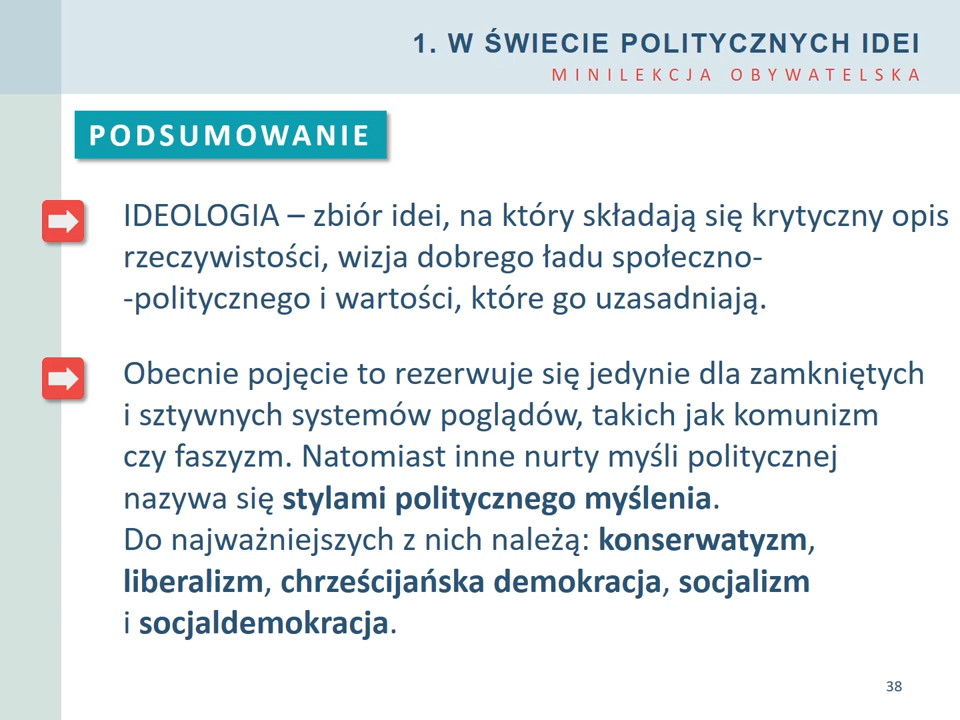 1. W ŚWIECIE POLITYCZNYCH IDEI
MINILEKCJA OBYWATELSKA
PODSUMOWANIE
IDEOLOGIA – zbiór idei, na który składają się krytyczny opis
rzeczywistości, wizja dobrego ładu społeczno-
-politycznego i wartości, które go uzasadniają.
Obecnie pojęcie to rezerwuje się jedynie dla zamkniętych
i sztywnych systemów poglądów, takich jak komunizm
czy faszyzm. Natomiast inne nurty myśli politycznej
nazywa się stylami politycznego myślenia.
Do najważniejszych z nich należą: konserwatyzm,
liberalizm, chrześcijańska demokracja, socjalizm
i socjaldemokracja.
38